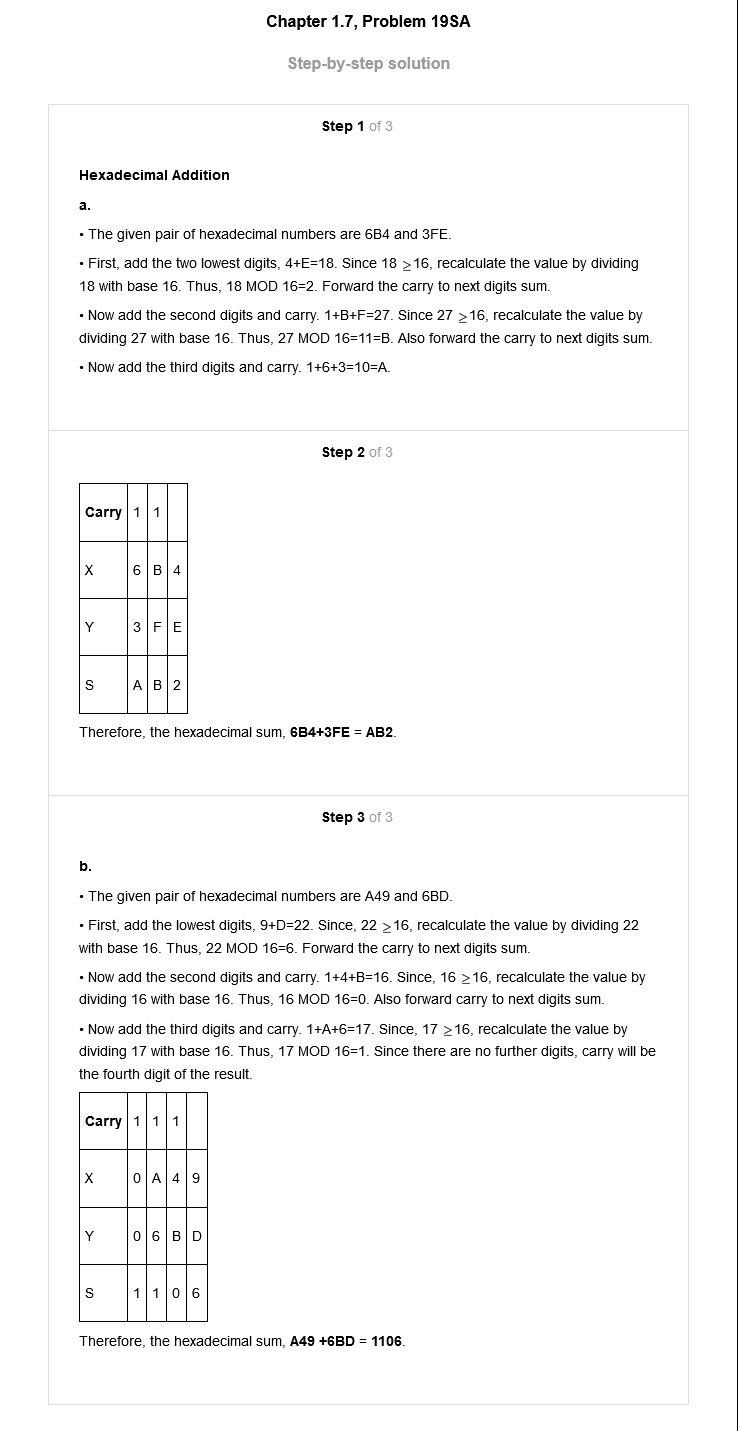 Chapter 1.7, Problem 19SA
Step-by-step solution
Step 1 of 3
Hexadecimal Addition
a.
• The given pair of hexadecimal numbers are 6B4 and 3FE.
• First, add the two lowest digits, 4+E=18. Since 18 ≥16, recalculate the value by dividing
18 with base 16. Thus, 18 MOD 16=2. Forward the carry to next digits sum.
• Now add the second digits and carry. 1+B+F=27. Since 27 ≥16, recalculate the value by
dividing 27 with base 16. Thus, 27 MOD 16=11=B. Also forward the carry to next digits sum.
• Now add the third digits and carry. 1+6+3=10=A.
Step 2 of 3
Carry 1 1
X 6 B 4
Y 3 F E
S A B 2
Therefore, the hexadecimal sum, 6B4+3FE = AB2.
Step 3 of 3
b.
• The given pair of hexadecimal numbers are A49 and 6BD.
• First, add the lowest digits, 9+D=22. Since, 22 ≥16, recalculate the value by dividing 22
with base 16. Thus, 22 MOD 16=6. Forward the carry to next digits sum.
• Now add the second digits and carry. 1+4+B=16. Since, 16 ≥16, recalculate the value by
dividing 16 with base 16. Thus, 16 MOD 16=0. Also forward carry to next digits sum.
• Now add the third digits and carry. 1+A+6=17. Since, 17 ≥16, recalculate the value by
dividing 17 with base 16. Thus, 17 MOD 16=1. Since there are no further digits, carry will be
the fourth digit of the result.
Carry 1 1 1
X 0 A 4 9
Y 0 6 B D
S 1 1 0 6
Therefore, the hexadecimal sum, A49 +6BD = 1106.